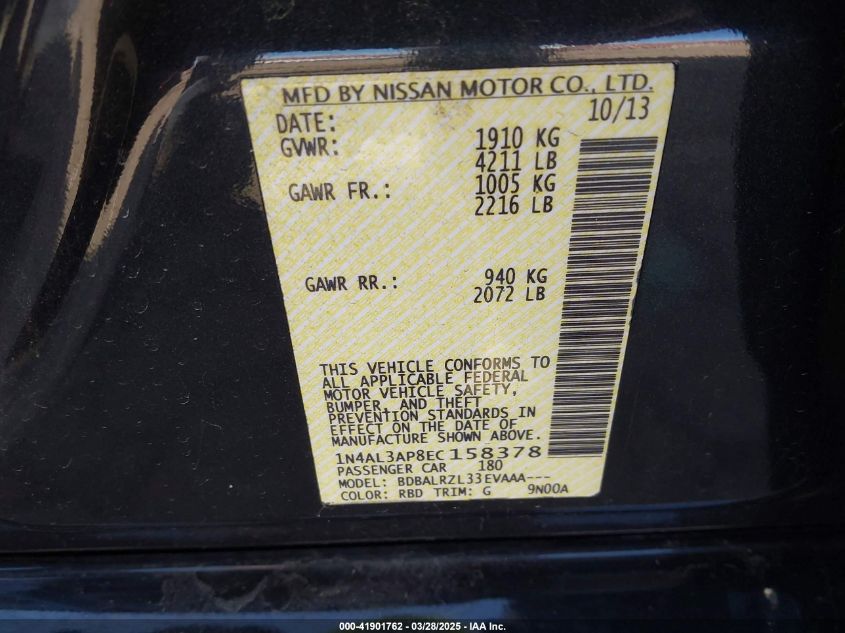 MFD BY NISSAN MOTOR CO., LTD.
DATE: 10/13
GVWR: 1910 KG
4211 LB
GAWR FR.: 1005 KG
2216 LB
GAWR RR.: 940 KG
2072 LB
THIS VEHICLE CONFORMS TO
ALL APPLICABLE FEDERAL
MOTOR VEHICLE SAFETY,
BUMPER, AND THEFT
PREVENTION STANDARDS IN
EFFECT ON THE DATE OF
MANUFACTURE SHOWN ABOVE.
1N4AL3AP8EC158378
PASSENGER CAR 180
MODEL: BDBALRZL33EVAAA---
COLOR: RBD TRIM: G 9N00A
000-41901762 — 03/28/2025 — IAA Inc.